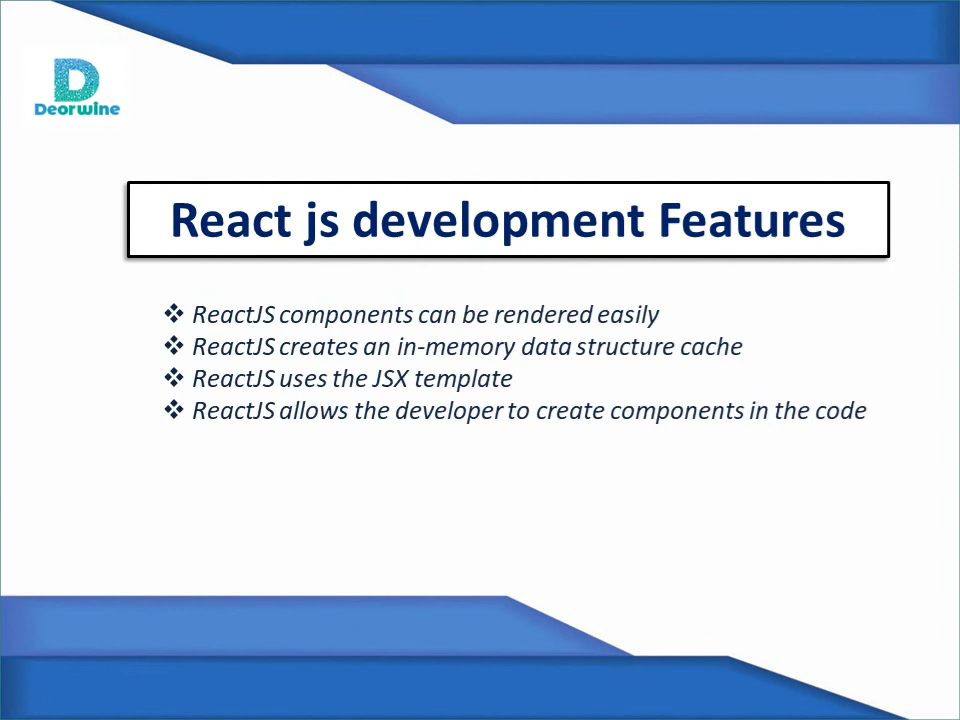 Deorwine
React js development Features
❖ ReactJS components can be rendered easily
❖ ReactJS creates an in-memory data structure cache
❖ ReactJS uses the JSX template
❖ ReactJS allows the developer to create components in the code